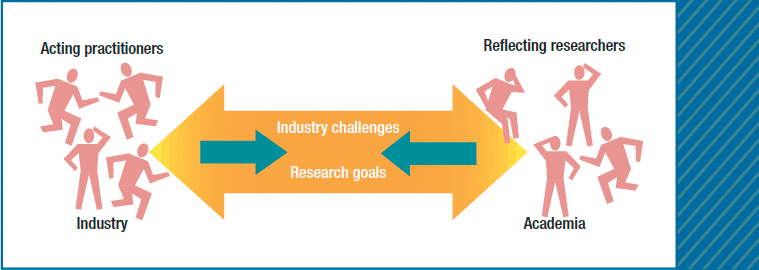 Acting practitioners
Reflecting researchers
Industry challenges
Research goals
Industry
Academia